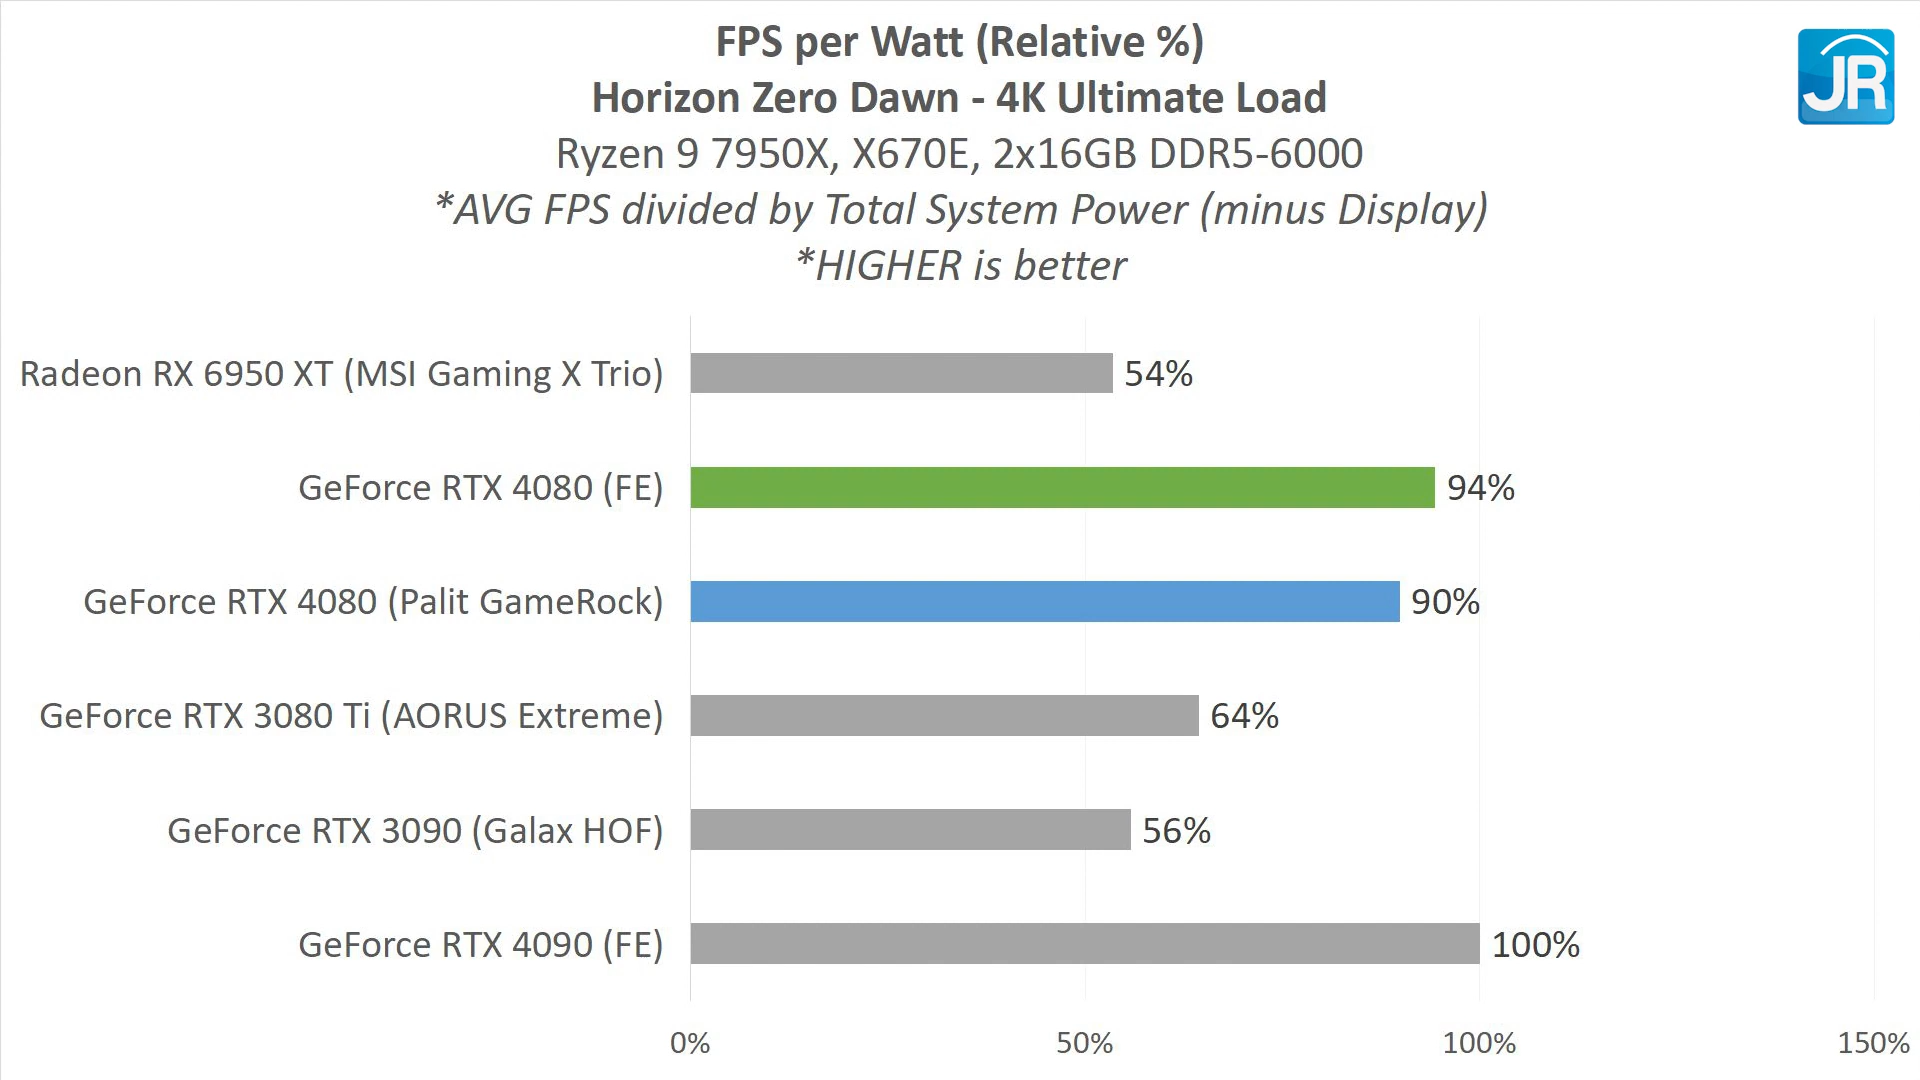 FPS per Watt (Relative %)
Horizon Zero Dawn - 4K Ultimate Load
Ryzen 9 7950X, X670E, 2x16GB DDR5-6000
*AVG FPS divided by Total System Power (minus Display)
*HIGHER is better
JR
Radeon RX 6950 XT (MSI Gaming X Trio) 54%
GeForce RTX 4080 (FE) 94%
GeForce RTX 4080 (Palit GameRock) 90%
GeForce RTX 3080 Ti (AORUS Extreme) 64%
GeForce RTX 3090 (Galax HOF) 56%
GeForce RTX 4090 (FE) 100%
0% 50% 100% 150%